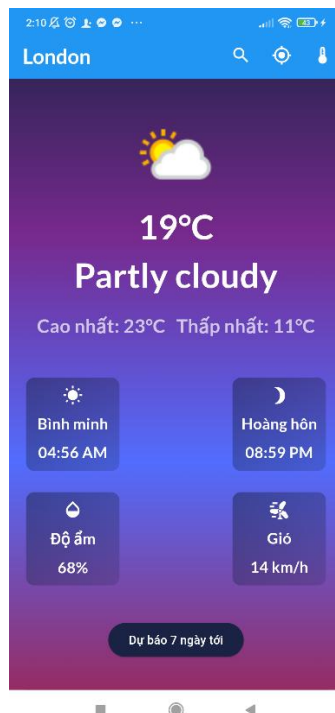 2:10
43
London
19°C
Partly cloudy
Cao nhất: 23°C Thấp nhất: 11°C
Bình minh
04:56 AM
Hoàng hôn
08:59 PM
Độ ẩm
68%
Gió
14 km/h
Dự báo 7 ngày tới